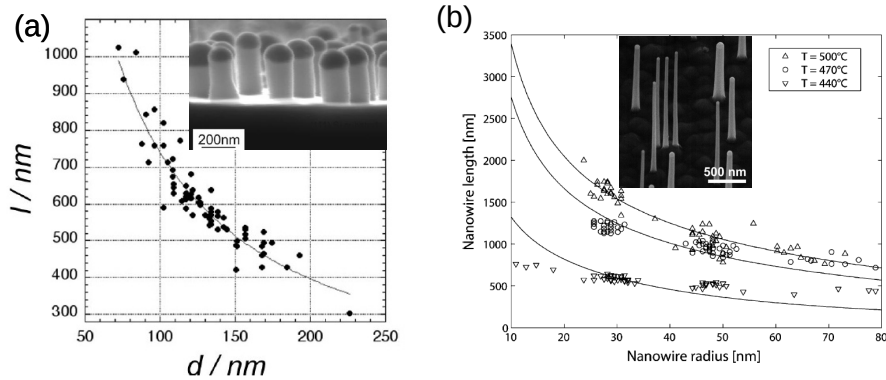 (a)
1000
900
800
700
600
500
400
300
l / nm
50 100 150 200 250
d / nm
200nm
(b)
3500
3000
2500
2000
1500
1000
500
0
Nanowire length [nm]
10 20 30 40 50 60 70 80
Nanowire radius [nm]
T = 500°C
T = 470°C
T = 440°C
500 nm